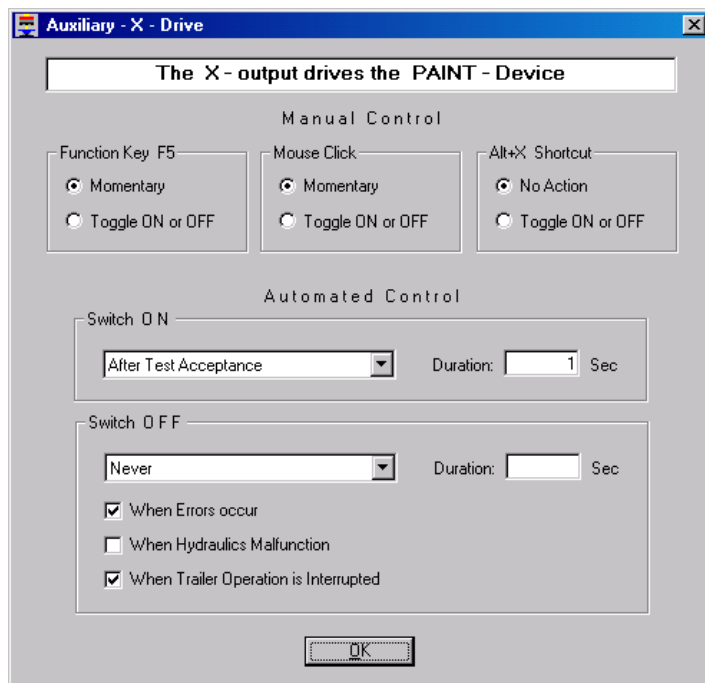 Auxiliary - X - Drive
The X - output drives the PAINT - Device
Manual Control
Function Key F5 Mouse Click Alt+X Shortcut
Momentary Momentary No Action
Toggle ON or OFF Toggle ON or OFF Toggle ON or OFF
Automated Control
Switch ON
After Test Acceptance Duration: 1 Sec
Switch OFF
Never Duration: Sec
When Errors occur
When Hydraulics Malfunction
When Trailer Operation is Interrupted
OK